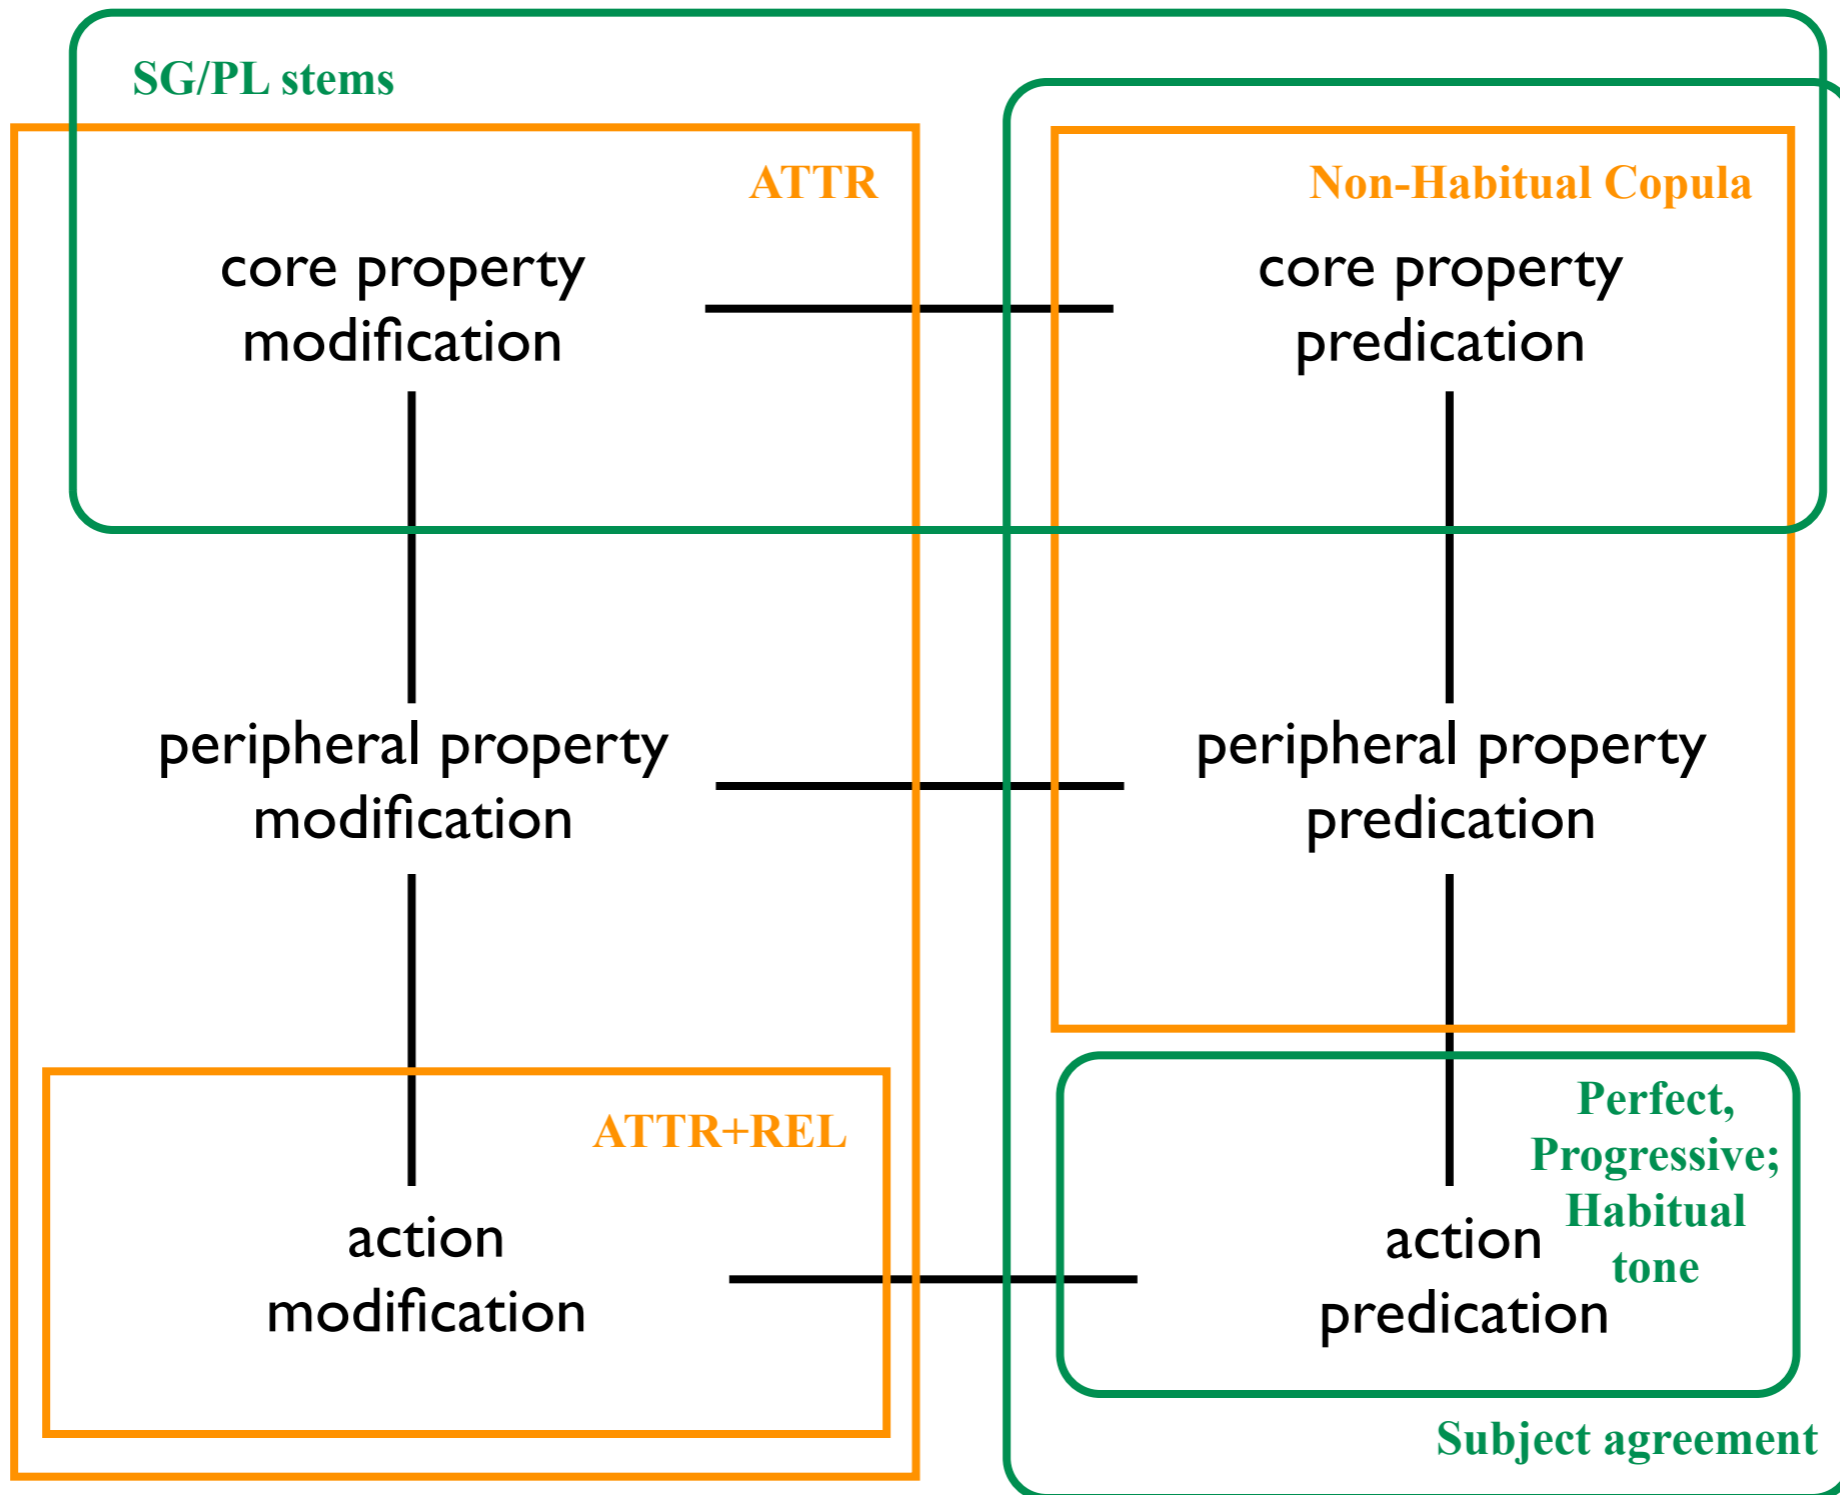 SG/PL stems
ATTR
Non-Habitual Copula
core property
modification
core property
predication
peripheral property
modification
peripheral property
predication
ATTR+REL
action
modification
Perfect,
Progressive;
Habitual
tone
action
predication
Subject agreement